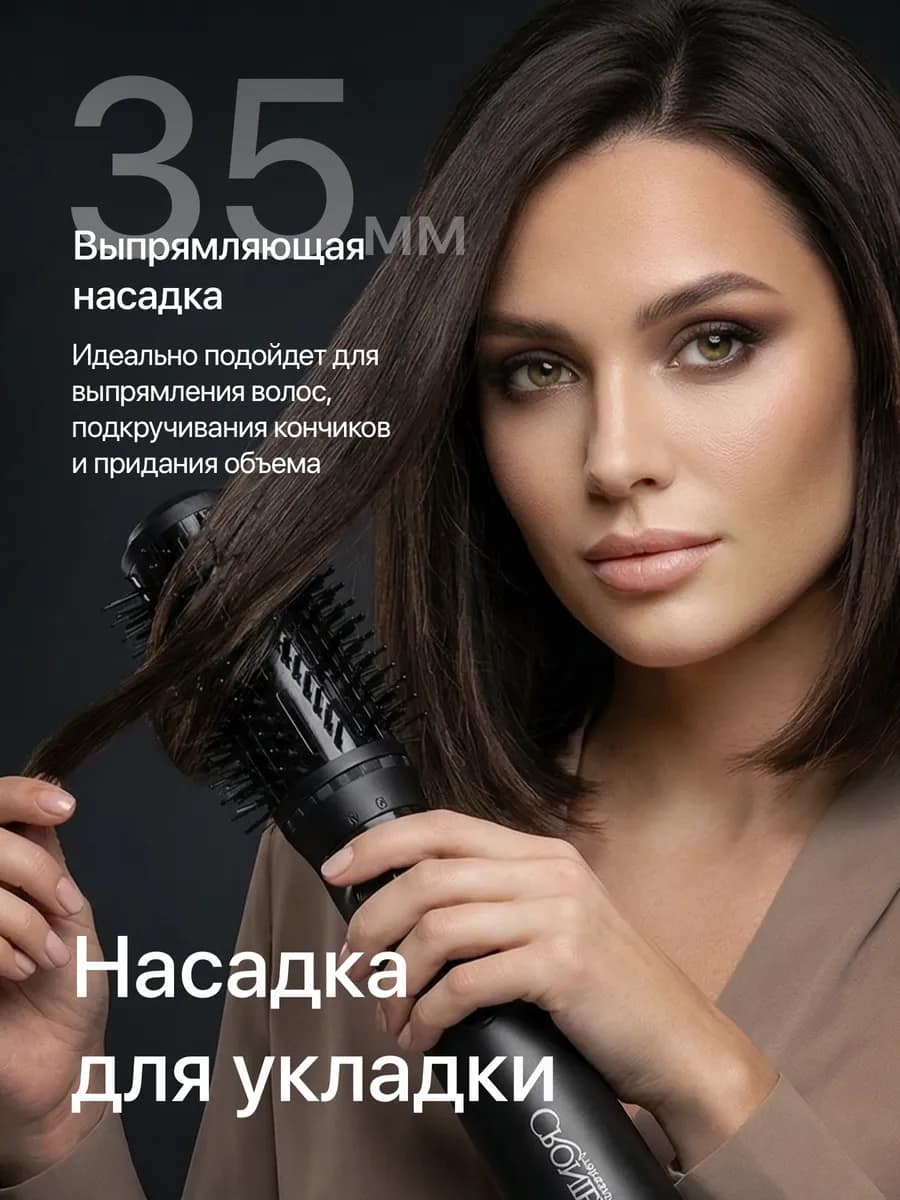 35мм
Выпрямляющая
насадка
Идеально подойдет для
выпрямления волос,
подкручивания кончиков
и придания объема
Насадка
для укладки